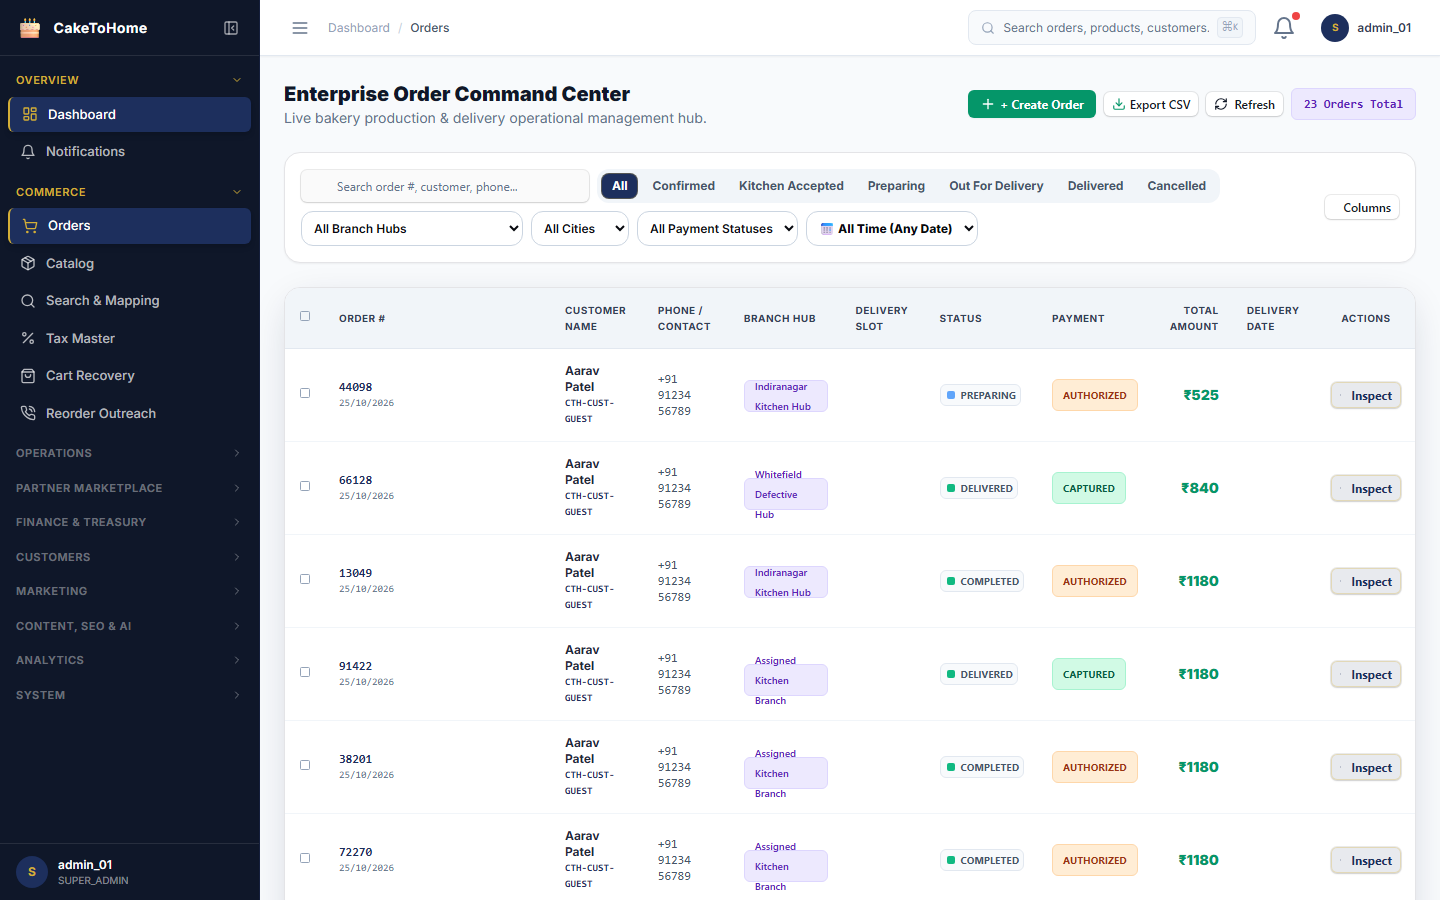 CakeToHome
OVERVIEW
Dashboard
Notifications
COMMERCE
Orders
Catalog
Search & Mapping
Tax Master
Cart Recovery
Reorder Outreach
OPERATIONS
PARTNER MARKETPLACE
FINANCE & TREASURY
CUSTOMERS
MARKETING
CONTENT, SEO & AI
ANALYTICS
SYSTEM
S
admin_01
SUPER_ADMIN
Dashboard / Orders
Search orders, products, customers.
⌘K
S
admin_01
Enterprise Order Command Center
Live bakery production & delivery operational management hub.
+ Create Order
Export CSV
Refresh
23 Orders Total
Search order #, customer, phone...
All
Confirmed
Kitchen Accepted
Preparing
Out For Delivery
Delivered
Cancelled
All Branch Hubs
All Cities
All Payment Statuses
All Time (Any Date)
Columns
ORDER #
CUSTOMER
NAME
PHONE /
CONTACT
BRANCH HUB
DELIVERY
SLOT
STATUS
PAYMENT
TOTAL
AMOUNT
DELIVERY
DATE
ACTIONS
44098
25/10/2026
Aarav
Patel
CTH-CUST-
GUEST
+91
91234
56789
Indiranagar
Kitchen Hub
PREPARING
AUTHORIZED
₹525
Inspect
66128
25/10/2026
Aarav
Patel
CTH-CUST-
GUEST
+91
91234
56789
Whitefield
Defective
Hub
DELIVERED
CAPTURED
₹840
Inspect
13049
25/10/2026
Aarav
Patel
CTH-CUST-
GUEST
+91
91234
56789
Indiranagar
Kitchen Hub
COMPLETED
AUTHORIZED
₹1180
Inspect
91422
25/10/2026
Aarav
Patel
CTH-CUST-
GUEST
+91
91234
56789
Assigned
Kitchen
Branch
DELIVERED
CAPTURED
₹1180
Inspect
38201
25/10/2026
Aarav
Patel
CTH-CUST-
GUEST
+91
91234
56789
Assigned
Kitchen
Branch
COMPLETED
AUTHORIZED
₹1180
Inspect
72270
25/10/2026
Aarav
Patel
CTH-CUST-
GUEST
+91
91234
56789
Assigned
Kitchen
Branch
COMPLETED
AUTHORIZED
₹1180
Inspect